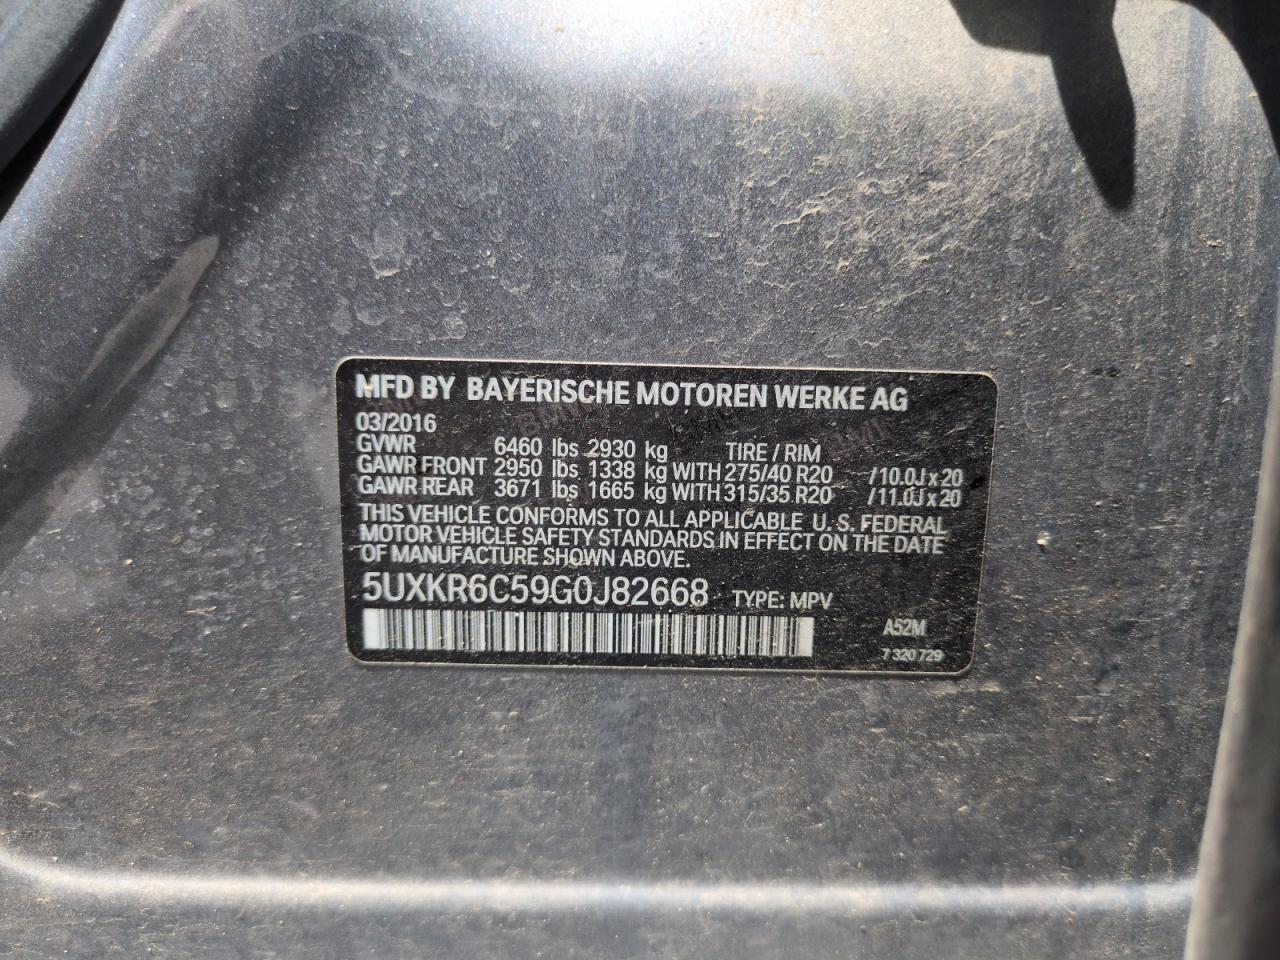 MFD BY BAYERISCHE MOTOREN WERKE AG
03/2016
GVWR 6460 lbs 2930 kg TIRE / RIM
GAWR FRONT 2950 lbs 1338 kg WITH 275/40 R20 /10.0J x 20
GAWR REAR 3671 lbs 1665 kg WITH 315/35 R20 /11.0J x 20
THIS VEHICLE CONFORMS TO ALL APPLICABLE U.S. FEDERAL
MOTOR VEHICLE SAFETY STANDARDS IN EFFECT ON THE DATE
OF MANUFACTURE SHOWN ABOVE.
5UXKR6C59G0J82668 TYPE: MPV
A52M
7 320 729